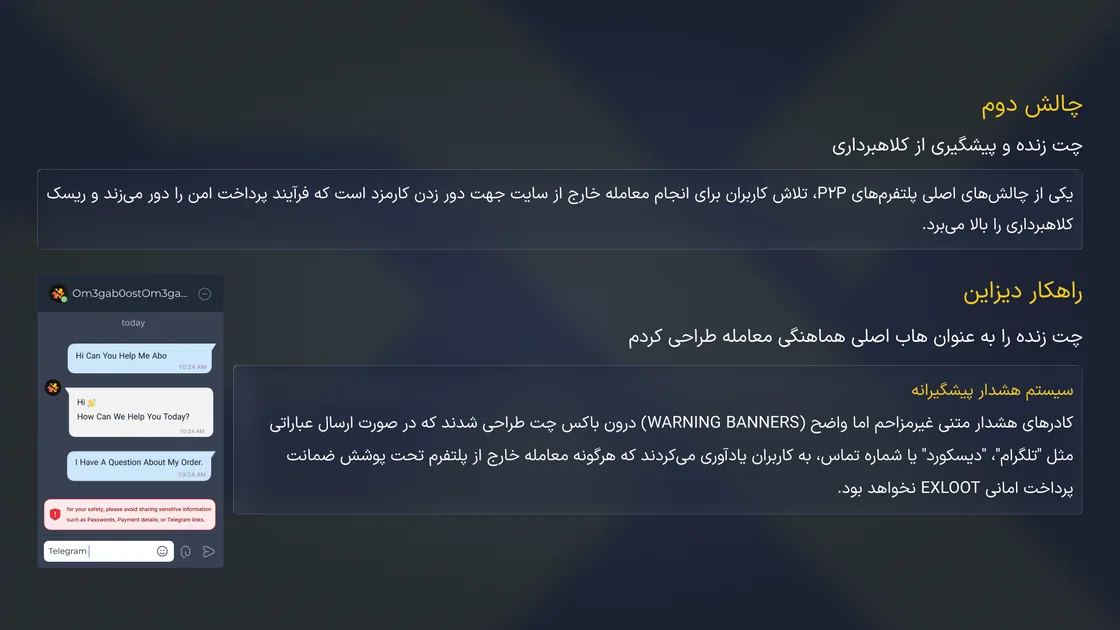 چالش دوم
چت زنده و پیشگیری از کلاهبرداری
یکی از چالش‌های اصلی پلتفرم‌های P۲P، تلاش کاربران برای انجام معامله خارج از سایت جهت دور زدن کارمزد است که فرآیند پرداخت امن را دور می‌زند و ریسک
کلاهبرداری را بالا می‌برد.
راهکار دیزاین
چت زنده را به عنوان هاب اصلی هماهنگی معامله طراحی کردم
سیستم هشدار پیشگیرانه
کادرهای هشدار متنی غیرمزاحم اما واضح (WARNING BANNERS) درون باکس چت طراحی شدند که در صورت ارسال عباراتی
مثل "تلگرام"، "دیسکورد" یا شماره تماس، به کاربران یادآوری می‌کردند که هرگونه معامله خارج از پلتفرم تحت پوشش ضمانت
پرداخت امانی EXLOOT نخواهد بود.
Om3gab0ostOm3ga...
today
Hi Can You Help Me Abo
10:24 AM
Hi 👋
How Can We Help You Today?
10:24 AM
I Have A Question About My Order.
10:24 AM
for your safety, please avoid sharing sensitive information
such as Passwords, Payment details, or Telegram links.
Telegram